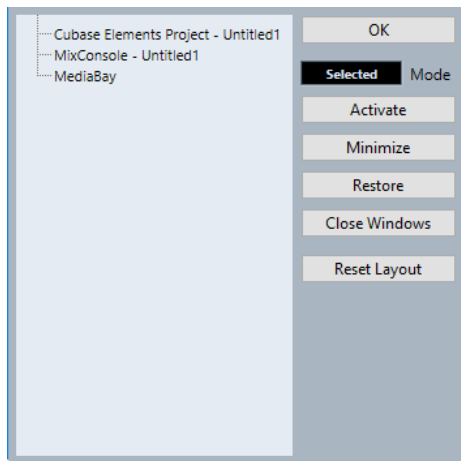 Cubase Elements Project - Untitled1
MixConsole - Untitled1
MediaBay
OK
Selected Mode
Activate
Minimize
Restore
Close Windows
Reset Layout